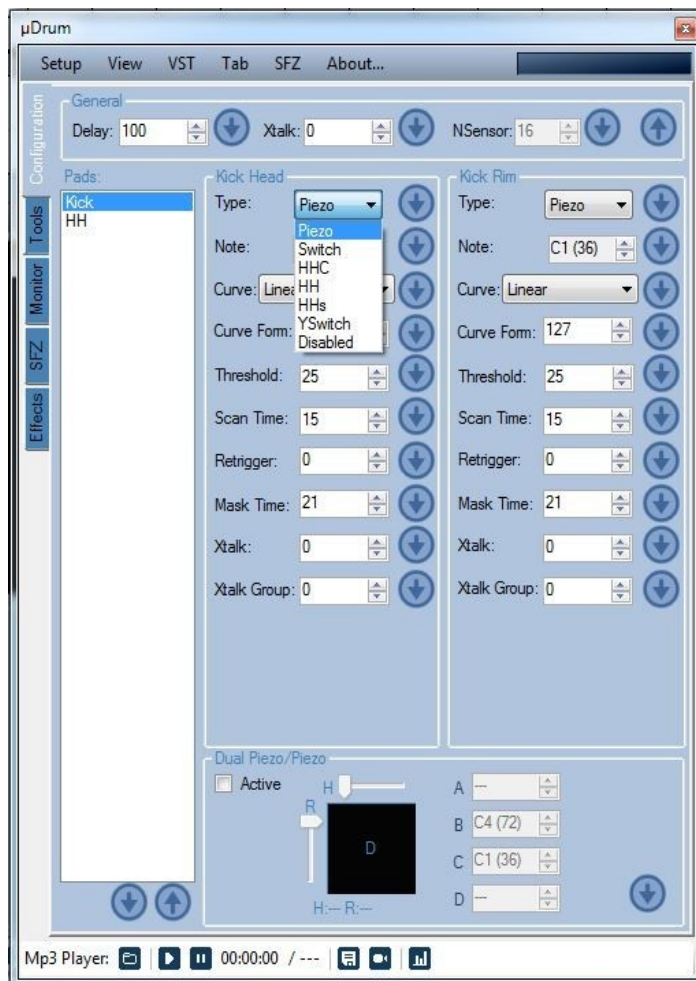 µDrum
Setup View VST Tab SFZ About...
Configuration
Tools
Monitor
SFZ
Effects
General
Delay: 100 Xtalk: 0 NSensor: 16
Pads:
Kick
HH
Kick Head
Type: Piezo
Piezo
Switch
HHC
HH
HHs
YSwitch
Disabled
Note:
Curve: Linea
Curve Form:
Threshold: 25
Scan Time: 15
Retrigger: 0
Mask Time: 21
Xtalk: 0
Xtalk Group: 0
Kick Rim
Type: Piezo
Note: C1 (36)
Curve: Linear
Curve Form: 127
Threshold: 25
Scan Time: 15
Retrigger: 0
Mask Time: 21
Xtalk: 0
Xtalk Group: 0
Dual Piezo/Piezo
Active
H
R
D
H:--- R:---
A ---
B C4 (72)
C C1 (36)
D ---
Mp3 Player: 00:00:00 / ---